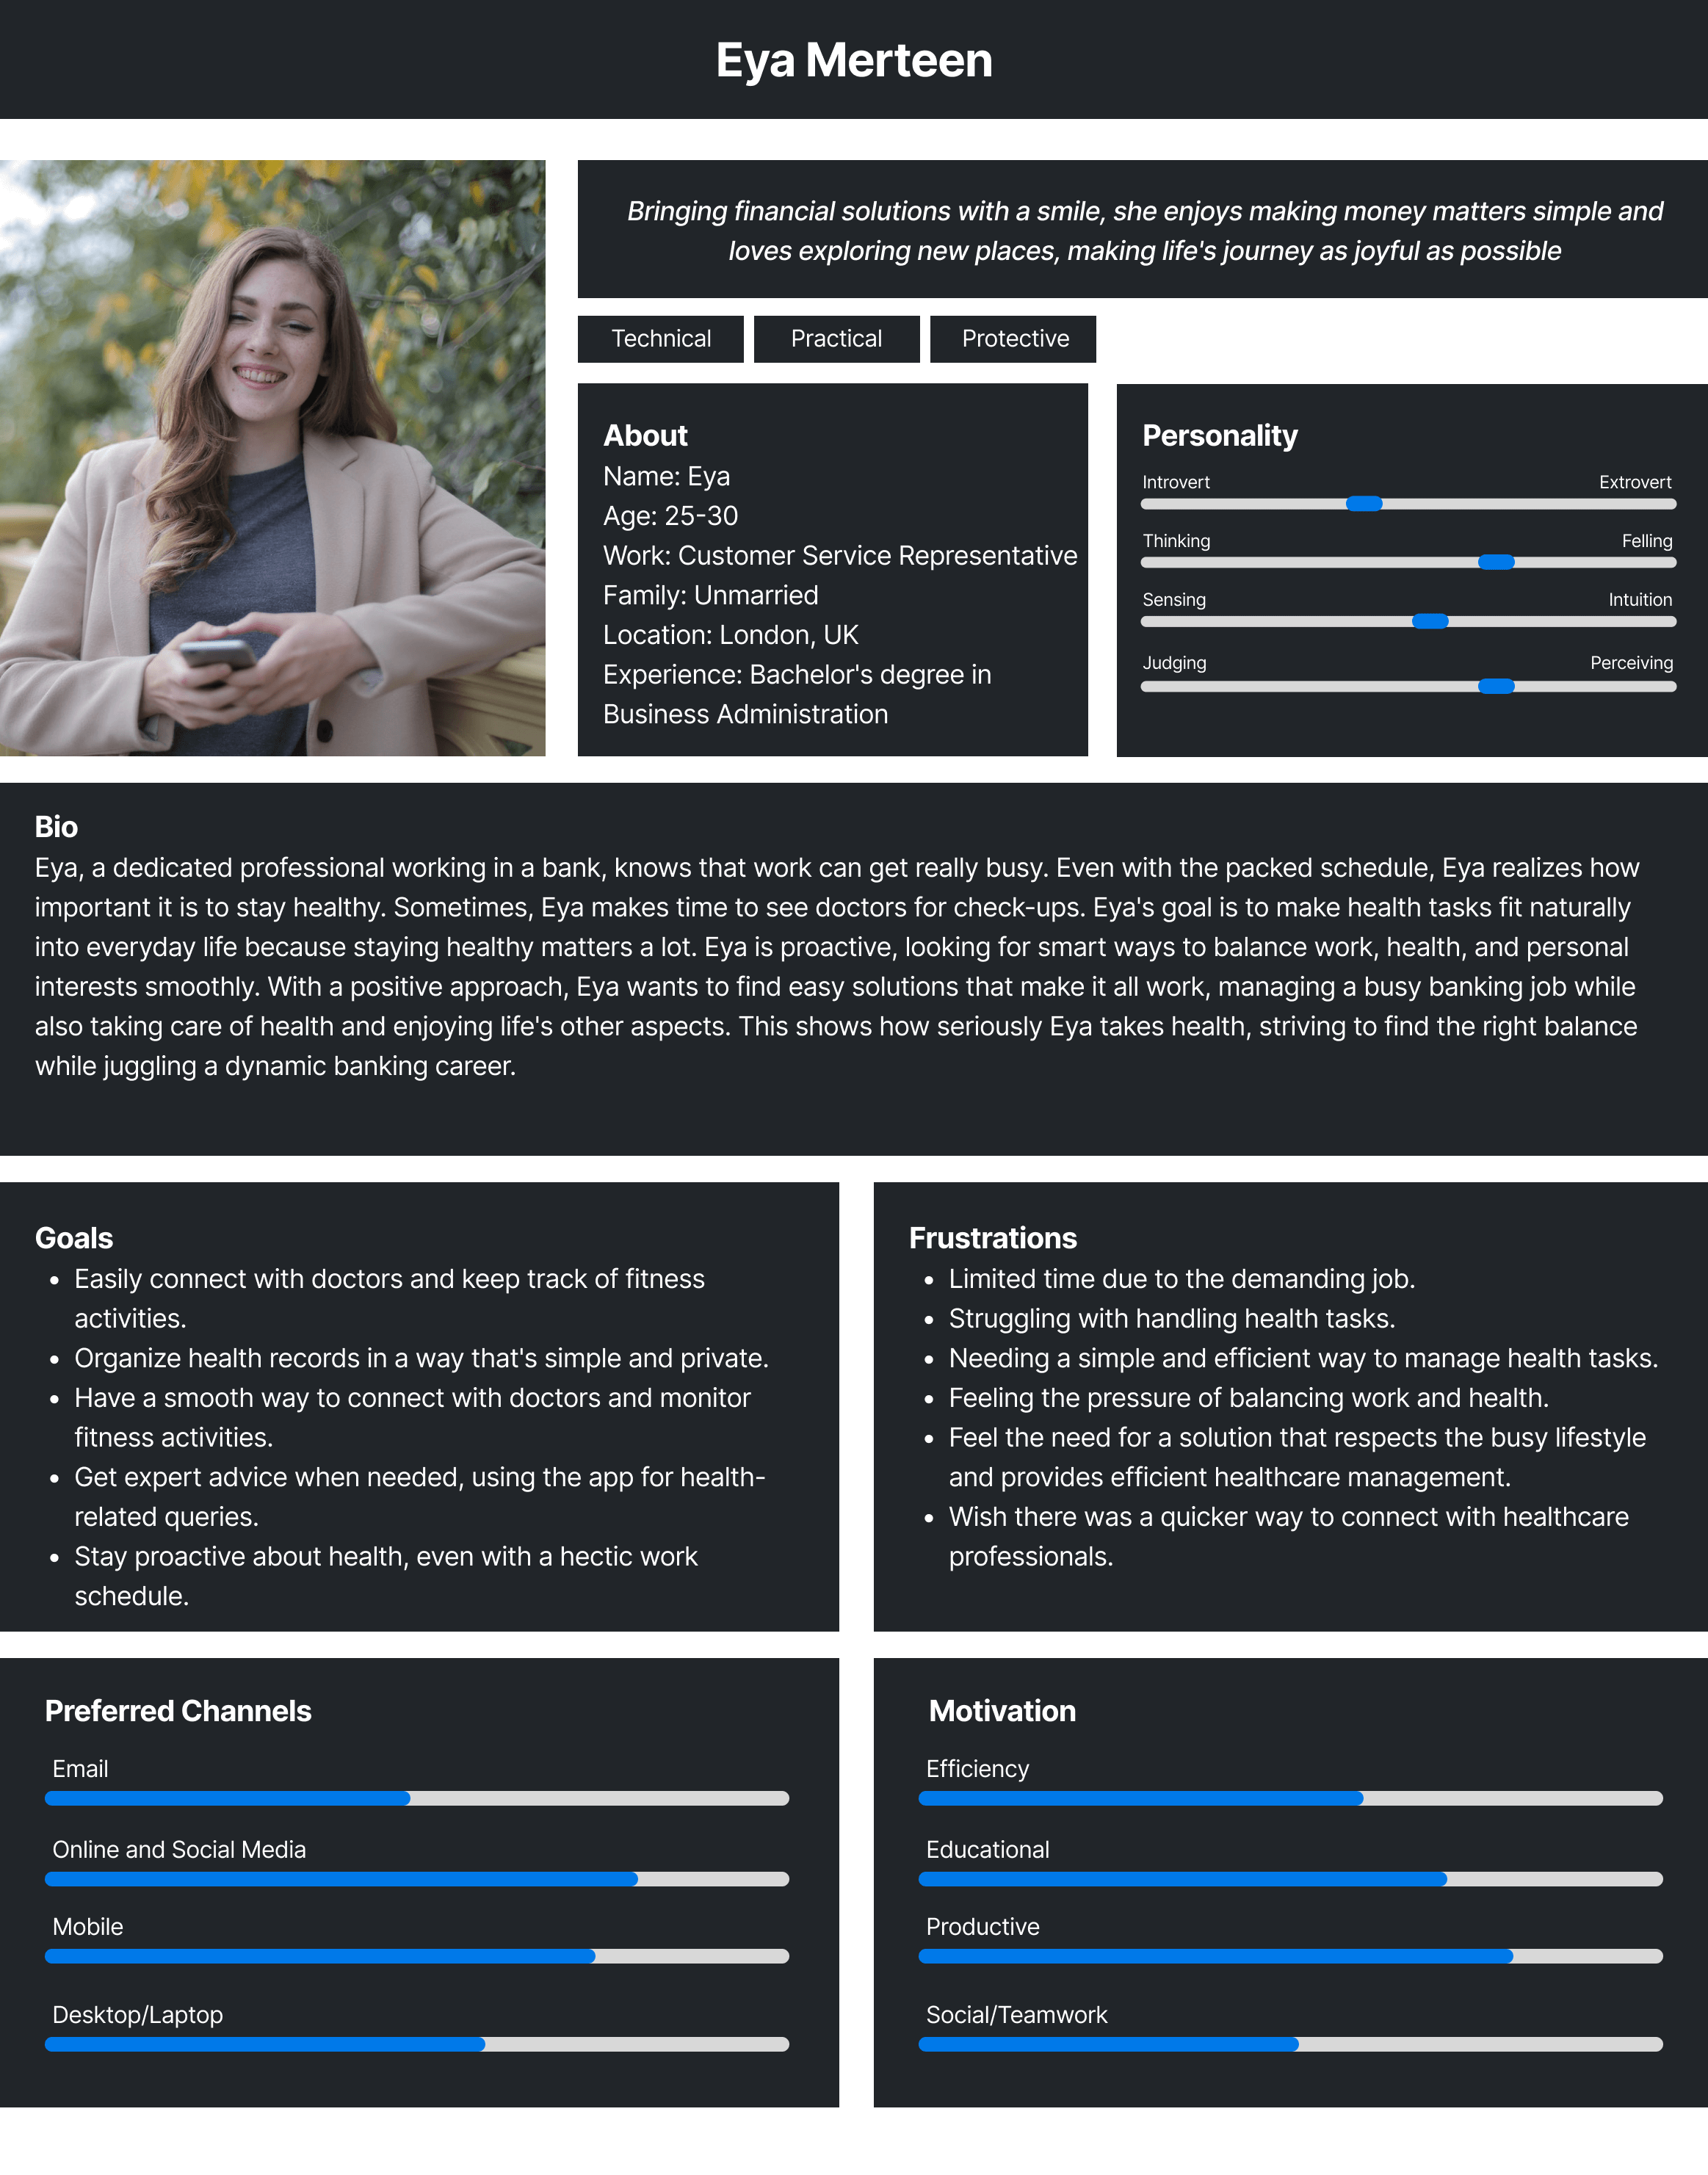 Eya Merteen
Bringing financial solutions with a smile, she enjoys making money matters simple and
loves exploring new places, making life's journey as joyful as possible
Technical
Practical
Protective
About
Name: Eya
Age: 25-30
Work: Customer Service Representative
Family: Unmarried
Location: London, UK
Experience: Bachelor's degree in
Business Administration
Personality
Introvert
Extrovert
Thinking
Felling
Sensing
Intuition
Judging
Perceiving
Bio
Eya, a dedicated professional working in a bank, knows that work can get really busy. Even with the packed schedule, Eya realizes how
important it is to stay healthy. Sometimes, Eya makes time to see doctors for check-ups. Eya's goal is to make health tasks fit naturally
into everyday life because staying healthy matters a lot. Eya is proactive, looking for smart ways to balance work, health, and personal
interests smoothly. With a positive approach, Eya wants to find easy solutions that make it all work, managing a busy banking job while
also taking care of health and enjoying life's other aspects. This shows how seriously Eya takes health, striving to find the right balance
while juggling a dynamic banking career.
Goals
• Easily connect with doctors and keep track of fitness
activities.
• Organize health records in a way that's simple and private.
• Have a smooth way to connect with doctors and monitor
fitness activities.
• Get expert advice when needed, using the app for health-
related queries.
• Stay proactive about health, even with a hectic work
schedule.
Frustrations
• Limited time due to the demanding job.
• Struggling with handling health tasks.
• Needing a simple and efficient way to manage health tasks.
• Feeling the pressure of balancing work and health.
• Feel the need for a solution that respects the busy lifestyle
and provides efficient healthcare management.
• Wish there was a quicker way to connect with healthcare
professionals.
Preferred Channels
Email
Online and Social Media
Mobile
Desktop/Laptop
Motivation
Efficiency
Educational
Productive
Social/Teamwork